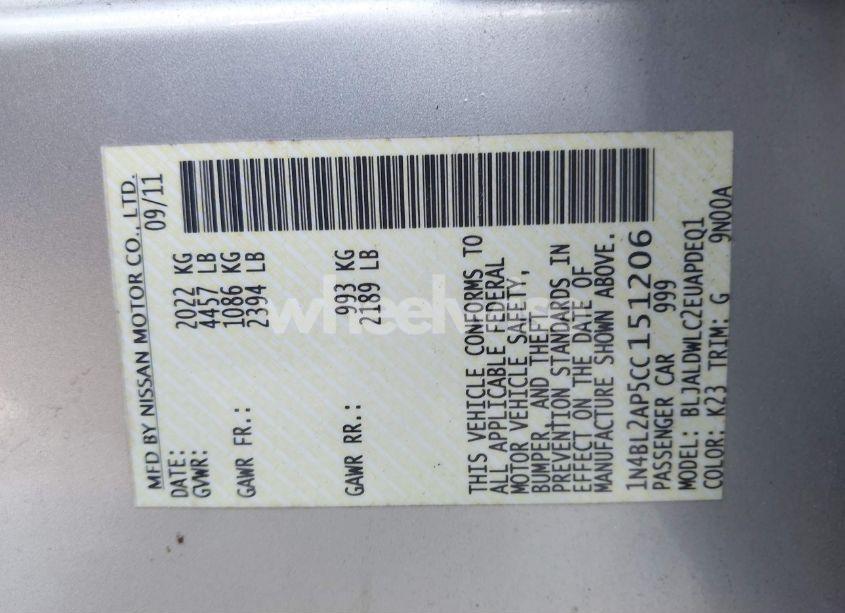 MFD BY NISSAN MOTOR CO., LTD.
DATE: 09/11
GVWR: 2022 KG
4457 LB
GAWR FR.: 1086 KG
2394 LB
GAWR RR.: 993 KG
2189 LB
THIS VEHICLE CONFORMS TO
ALL APPLICABLE FEDERAL
MOTOR VEHICLE SAFETY,
BUMPER, AND THEFT
PREVENTION STANDARDS IN
EFFECT ON THE DATE OF
MANUFACTURE SHOWN ABOVE.
1N4BL2AP5CC151206
PASSENGER CAR 999
MODEL: BLJALDWLC2EUAPDEQ1
COLOR: K23 TRIM: G 9N00A